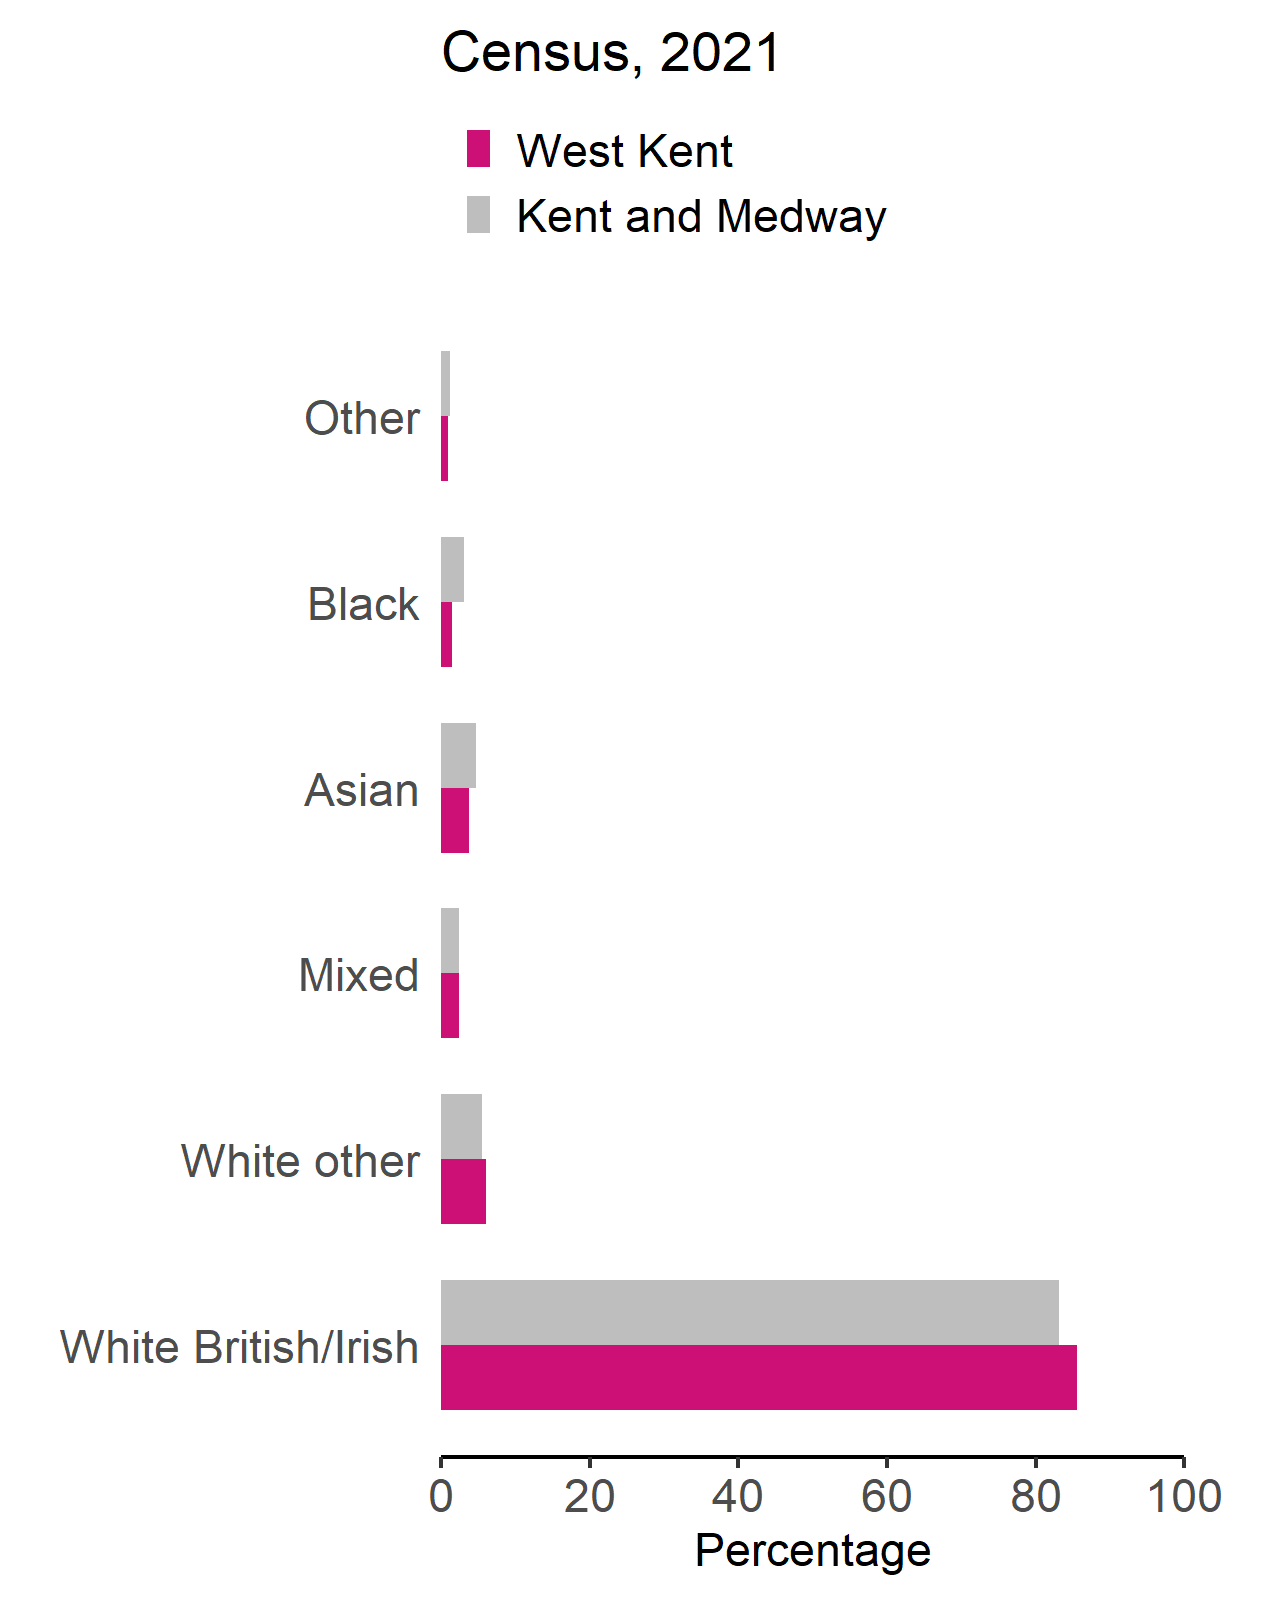 Census, 2021
West Kent
Kent and Medway
Other
Black
Asian
Mixed
White other
White British/Irish
0 20 40 60 80 100
Percentage